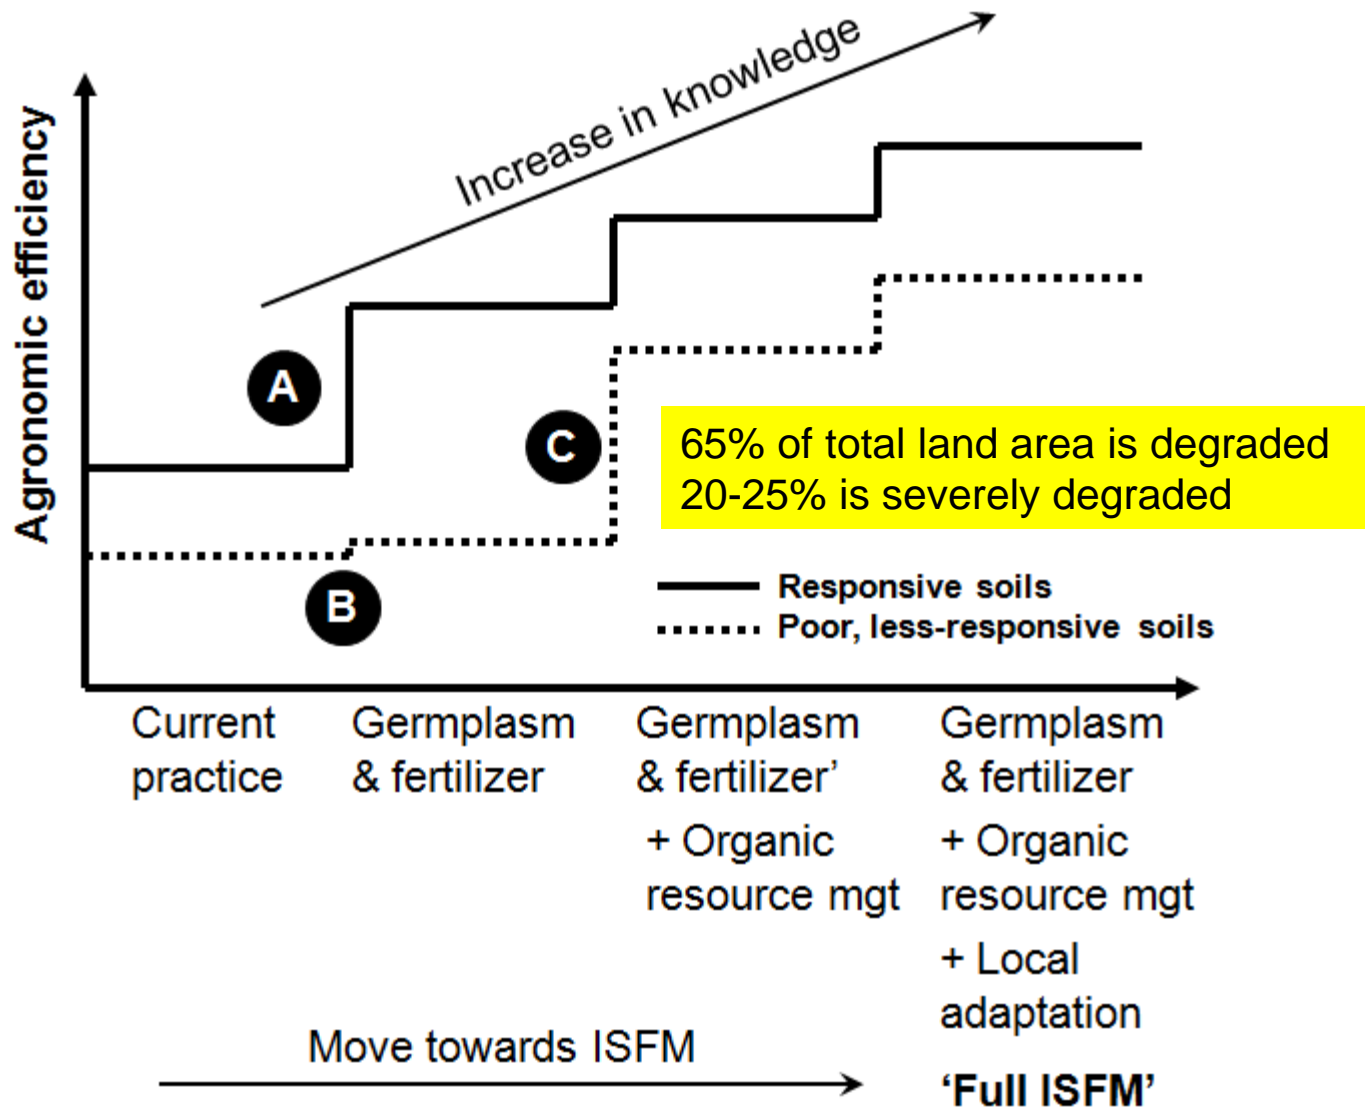 Increase in knowledge
Agronomic efficiency
A
C
65% of total land area is degraded
20-25% is severely degraded
B
Responsive soils
Poor, less-responsive soils
Current
practice
Germplasm
& fertilizer
Germplasm
& fertilizer’
+ Organic
resource mgt
Germplasm
& fertilizer
+ Organic
resource mgt
+ Local
adaptation
Move towards ISFM
‘Full ISFM’